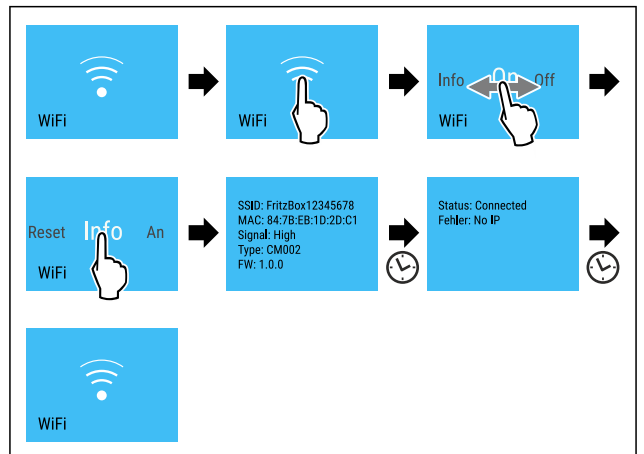 WiFi
WiFi
Info On Off
WiFi
Reset Info An
WiFi
SSID: FritzBox12345678
MAC: 84:7B:EB:1D:2D:C1
Signal: High
Type: CM002
FW: 1.0.0
Status: Connected
Fehler: No IP
WiFi